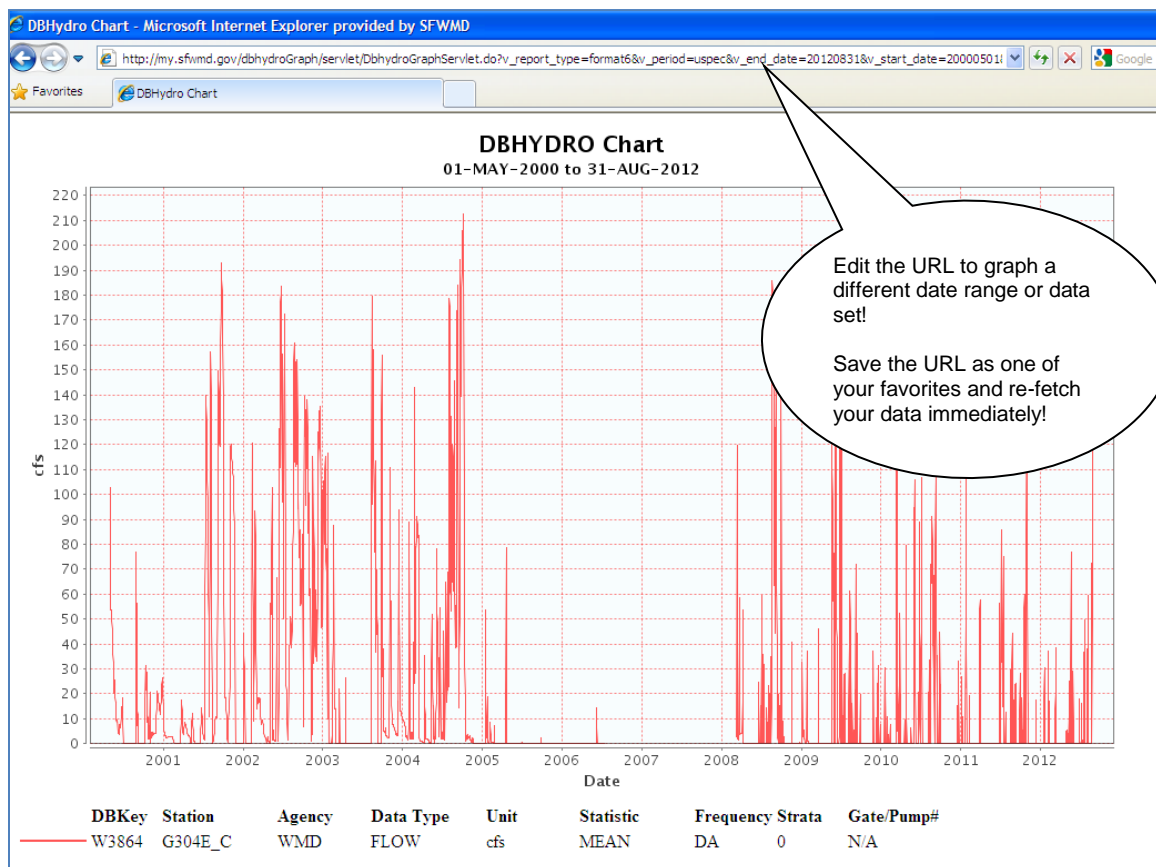 DBHydro Chart - Microsoft Internet Explorer provided by SFWMD
http://my.sfwmd.gov/dbhydroGraph/servlet/DbhydroGraphServlet.do?v_report_type=format6&v_period=uspec&v_end_date=20120831&v_start_date=20000501&
Google
Favorites
DBHydro Chart
DBHYDRO Chart
01-MAY-2000 to 31-AUG-2012
Edit the URL to graph a
different date range or data
set!
Save the URL as one of
your favorites and re-fetch
your data immediately!
220
210
200
190
180
170
160
150
140
130
120
110
100
90
80
70
60
50
40
30
20
10
0
cfs
2001 2002 2003 2004 2005 2006 2007 2008 2009 2010 2011 2012
Date
DBKey Station Agency Data Type Unit Statistic Frequency Strata Gate/Pump#
W3864 G304E_C WMD FLOW cfs MEAN DA 0 N/A